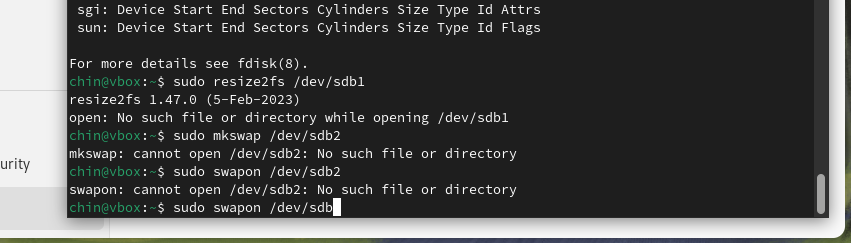 sgi: Device Start End Sectors Cylinders Size Type Id Attrs
sun: Device Start End Sectors Cylinders Size Type Id Flags
For more details see fdisk(8).
chin@vbox:~$ sudo resize2fs /dev/sdb1
resize2fs 1.47.0 (5-Feb-2023)
open: No such file or directory while opening /dev/sdb1
chin@vbox:~$ sudo mkswap /dev/sdb2
mkswap: cannot open /dev/sdb2: No such file or directory
urity
chin@vbox:~$ sudo swapon /dev/sdb2
swapon: cannot open /dev/sdb2: No such file or directory
chin@vbox:~$ sudo swapon /dev/sdb